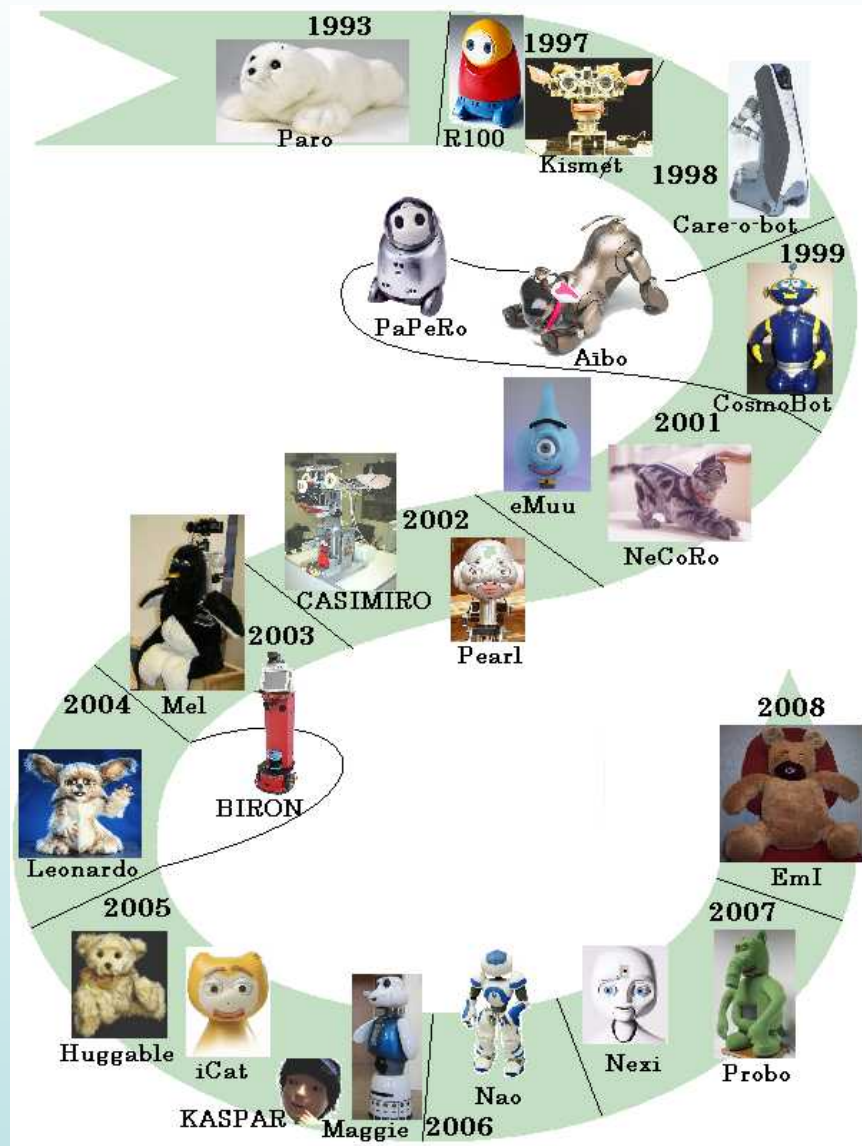 1993
Paro
R100
1997
Kismet
1998
Care-o-bot
1999
PaPeRo
Aibo
CosmoBot
2001
eMuu
NeCoRo
2002
CASIMIRO
Pearl
2003
Mel
2004
BIRON
Leonardo
2005
Huggable
iCat
KASPAR
Maggie
2006
Nao
Nexi
2007
Probo
2008
EmI